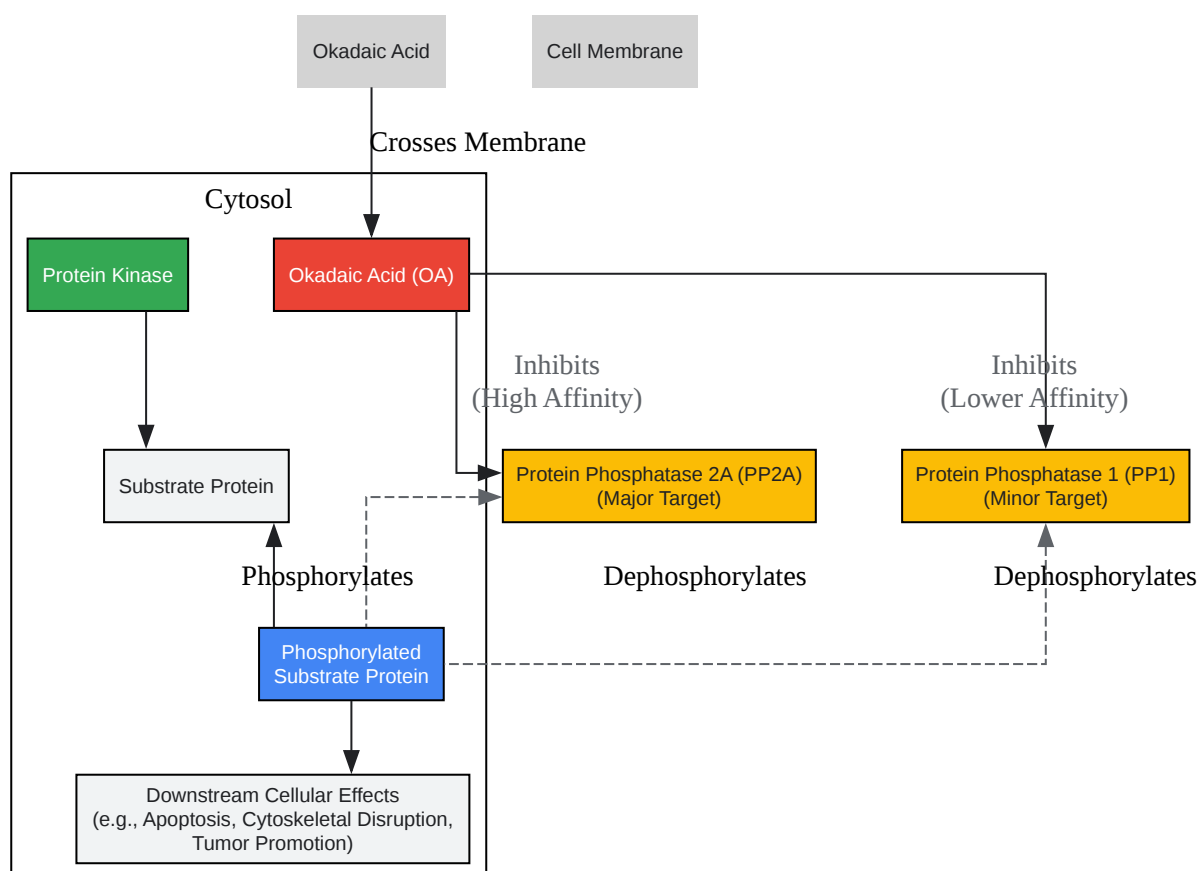 Okadaic Acid
Cell Membrane
Crosses Membrane
Cytosol
Protein Kinase
Okadaic Acid (OA)
Inhibits
(High Affinity)
Inhibits
(Lower Affinity)
Substrate Protein
Protein Phosphatase 2A (PP2A)
(Major Target)
Protein Phosphatase 1 (PP1)
(Minor Target)
Phosphorylates
Dephosphorylates
Dephosphorylates
Phosphorylated
Substrate Protein
Downstream Cellular Effects
(e.g., Apoptosis, Cytoskeletal Disruption,
Tumor Promotion)